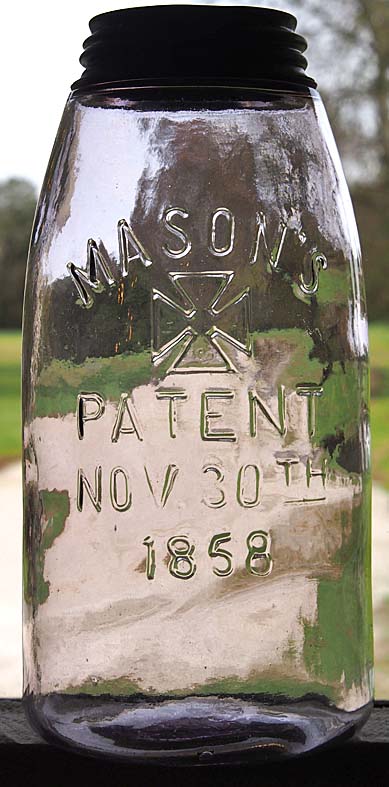 MASON'S
PATENT
NOV 30TH
1858